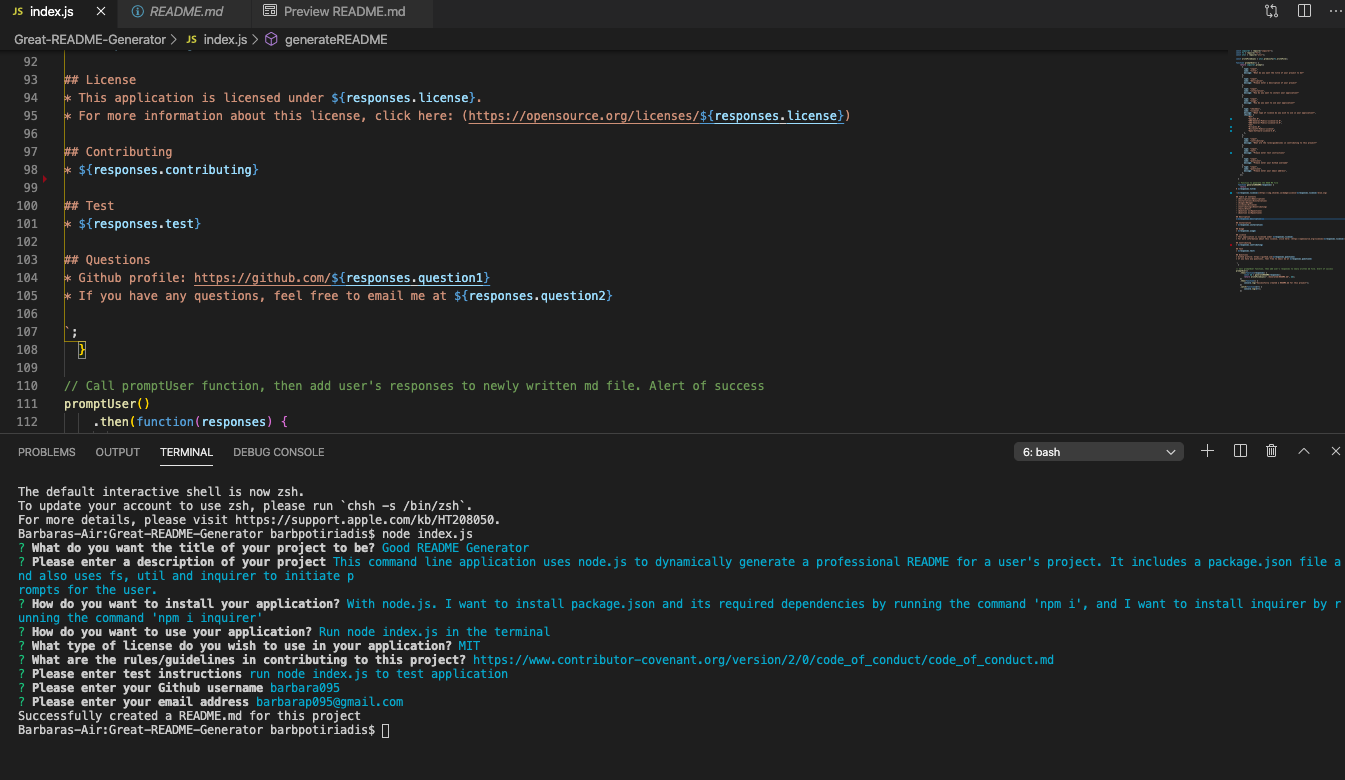 JS index.js × README.md Preview README.md
Great-README-Generator > JS index.js > generateREADME
92
93 ## License
94 * This application is licensed under ${responses.license}.
95 * For more information about this license, click here: (https://opensource.org/licenses/${responses.license})
96
97 ## Contributing
98 * ${responses.contributing}
99
100 ## Test
101 * ${responses.test}
102
103 ## Questions
104 * Github profile: https://github.com/${responses.question1}
105 * If you have any questions, feel free to email me at ${responses.question2}
106
107 `;
108 }
109
110 // Call promptUser function, then add user's responses to newly written md file. Alert of success
111 promptUser()
112 .then(function(responses) {
PROBLEMS OUTPUT TERMINAL DEBUG CONSOLE 6: bash
The default interactive shell is now zsh.
To update your account to use zsh, please run `chsh -s /bin/zsh`.
For more details, please visit https://support.apple.com/kb/HT208050.
Barbaras-Air:Great-README-Generator barbpotiriadis$ node index.js
? What do you want the title of your project to be? Good README Generator
? Please enter a description of your project This command line application uses node.js to dynamically generate a professional README for a user's project. It includes a package.json file a
nd also uses fs, util and inquirer to initiate p
rompts for the user.
? How do you want to install your application? With node.js. I want to install package.json and its required dependencies by running the command 'npm i', and I want to install inquirer by r
unning the command 'npm i inquirer'
? How do you want to use your application? Run node index.js in the terminal
? What type of license do you wish to use in your application? MIT
? What are the rules/guidelines in contributing to this project? https://www.contributor-covenant.org/version/2/0/code_of_conduct/code_of_conduct.md
? Please enter test instructions run node index.js to test application
? Please enter your Github username barbara095
? Please enter your email address barbarap095@gmail.com
Successfully created a README.md for this project
Barbaras-Air:Great-README-Generator barbpotiriadis$